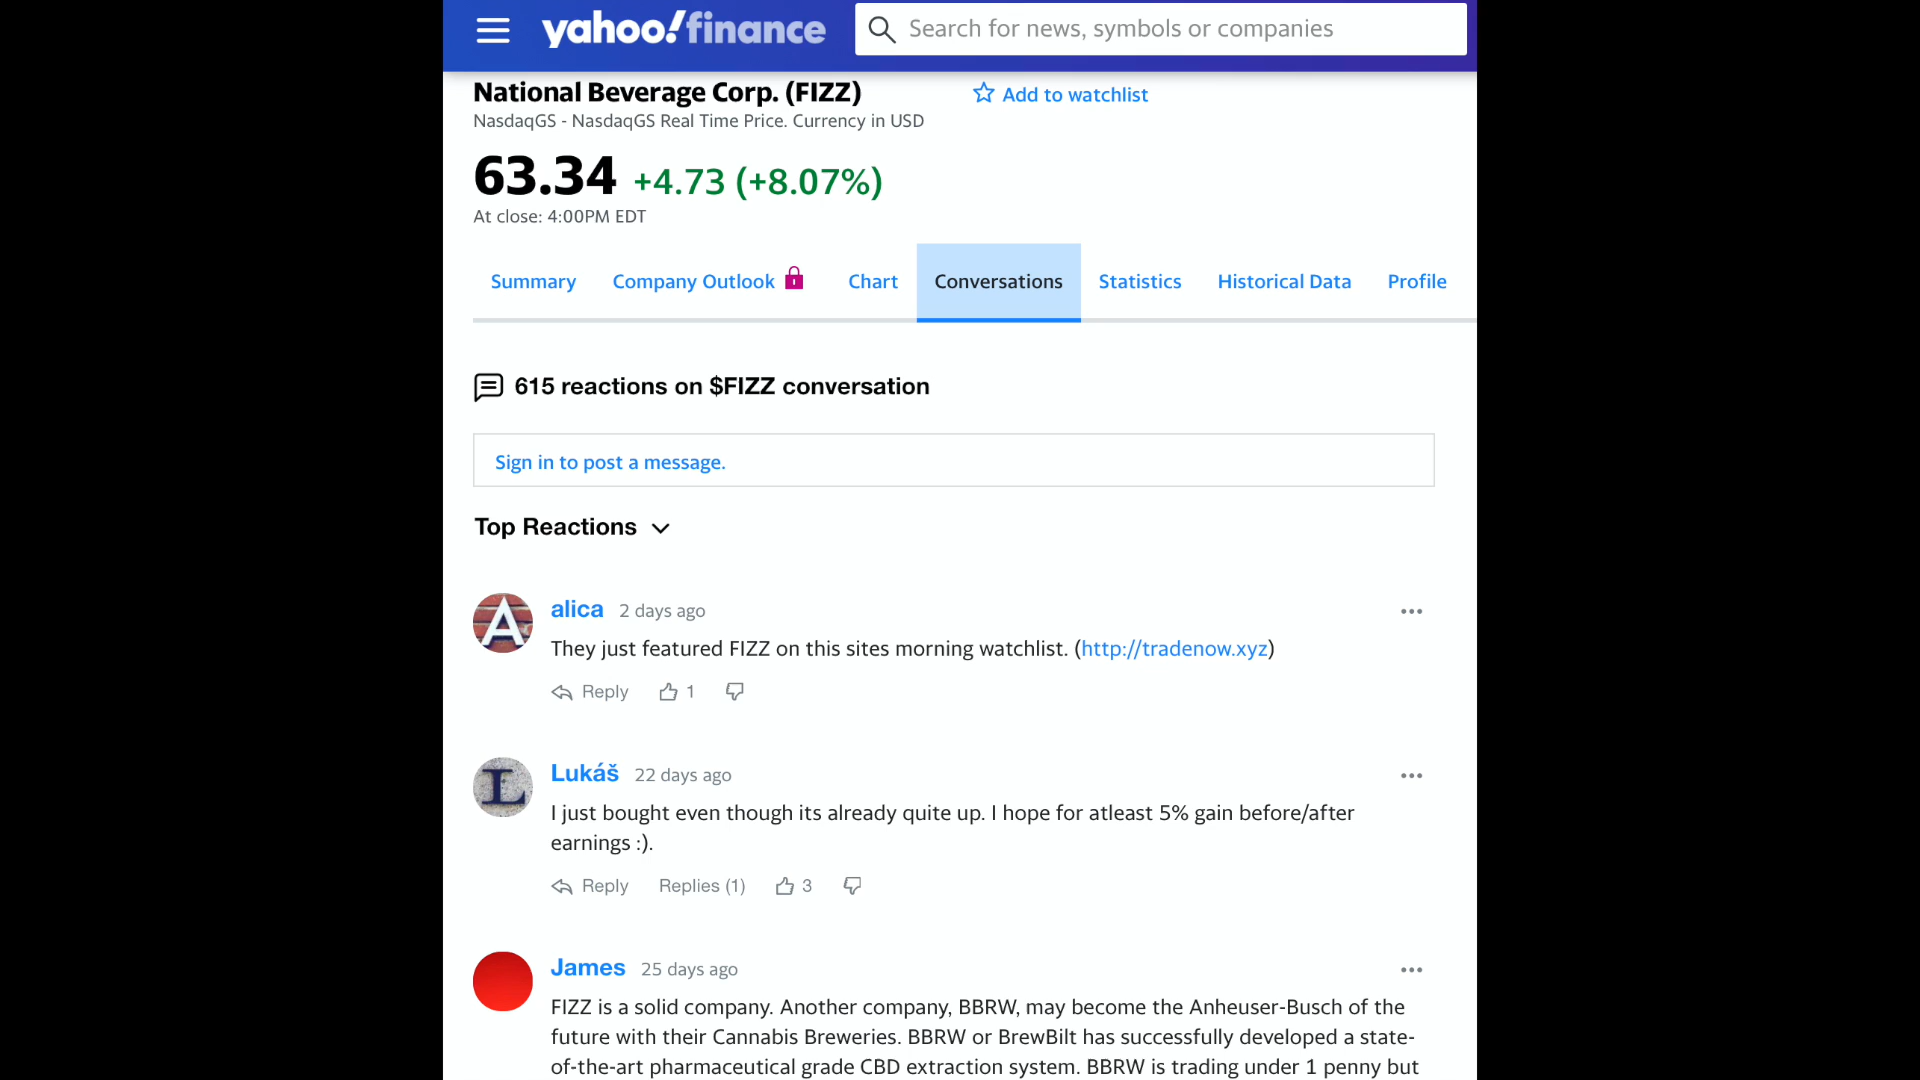 yahoo!finance
Search for news, symbols or companies
National Beverage Corp. (FIZZ)
Add to watchlist
NasdaqGS - NasdaqGS Real Time Price. Currency in USD
63.34 +4.73 (+8.07%)
At close: 4:00PM EDT
Summary Company Outlook Chart Conversations Statistics Historical Data Profile
615 reactions on $FIZZ conversation
Sign in to post a message.
Top Reactions
A
alica 2 days ago
They just featured FIZZ on this sites morning watchlist. (http://tradenow.xyz)
Reply 1
L
Lukáš 22 days ago
I just bought even though its already quite up. I hope for atleast 5% gain before/after
earnings :).
Reply Replies (1) 3
James 25 days ago
FIZZ is a solid company. Another company, BBRW, may become the Anheuser-Busch of the
future with their Cannabis Breweries. BBRW or BrewBilt has successfully developed a state-
of-the-art pharmaceutical grade CBD extraction system. BBRW is trading under 1 penny but